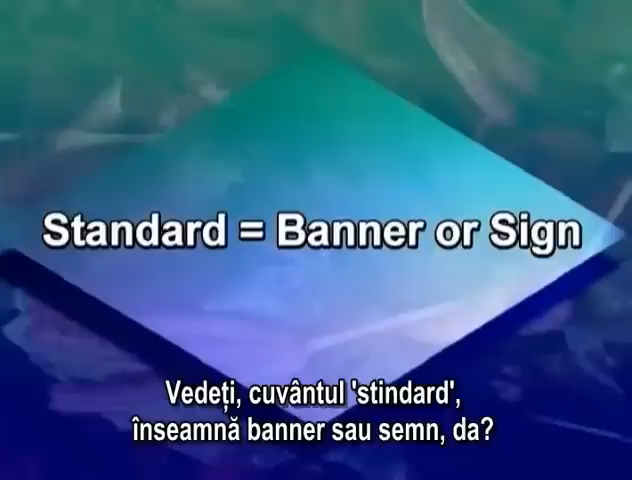 Standard = Banner or Sign
Vedeți, cuvântul 'stindard',
înseamnă banner sau semn, da?